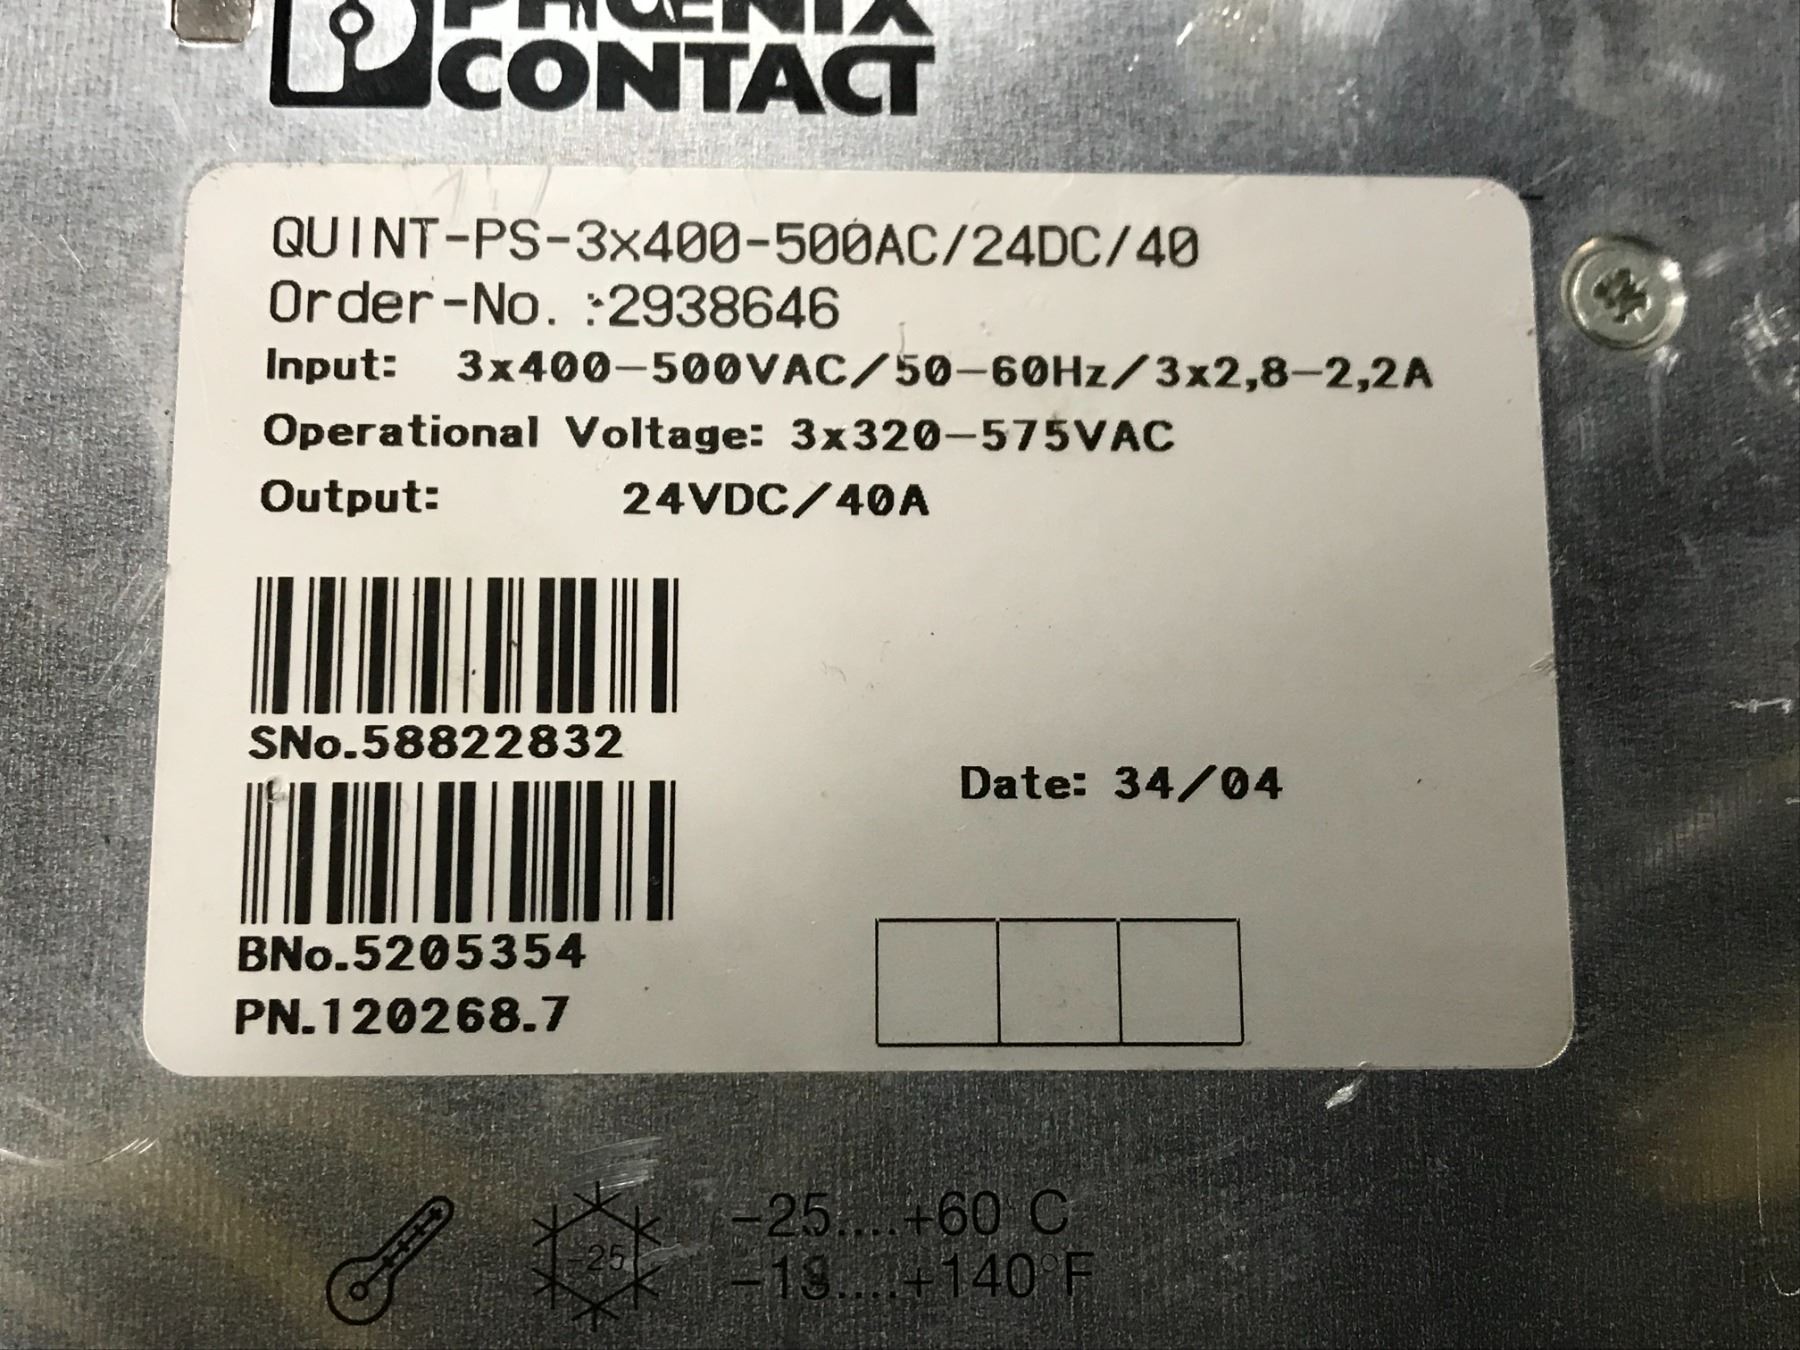 PHOENIX
CONTACT
QUINT-PS-3x400-500AC/24DC/40
Order-No. :2938646
Input: 3x400-500VAC/50-60Hz/3x2,8-2,2A
Operational Voltage: 3x320-575VAC
Output: 24VDC/40A
SNo.58822832
Date: 34/04
BNo.5205354
PN.120268.7
-25....+60°C
-25
-13....+140°F